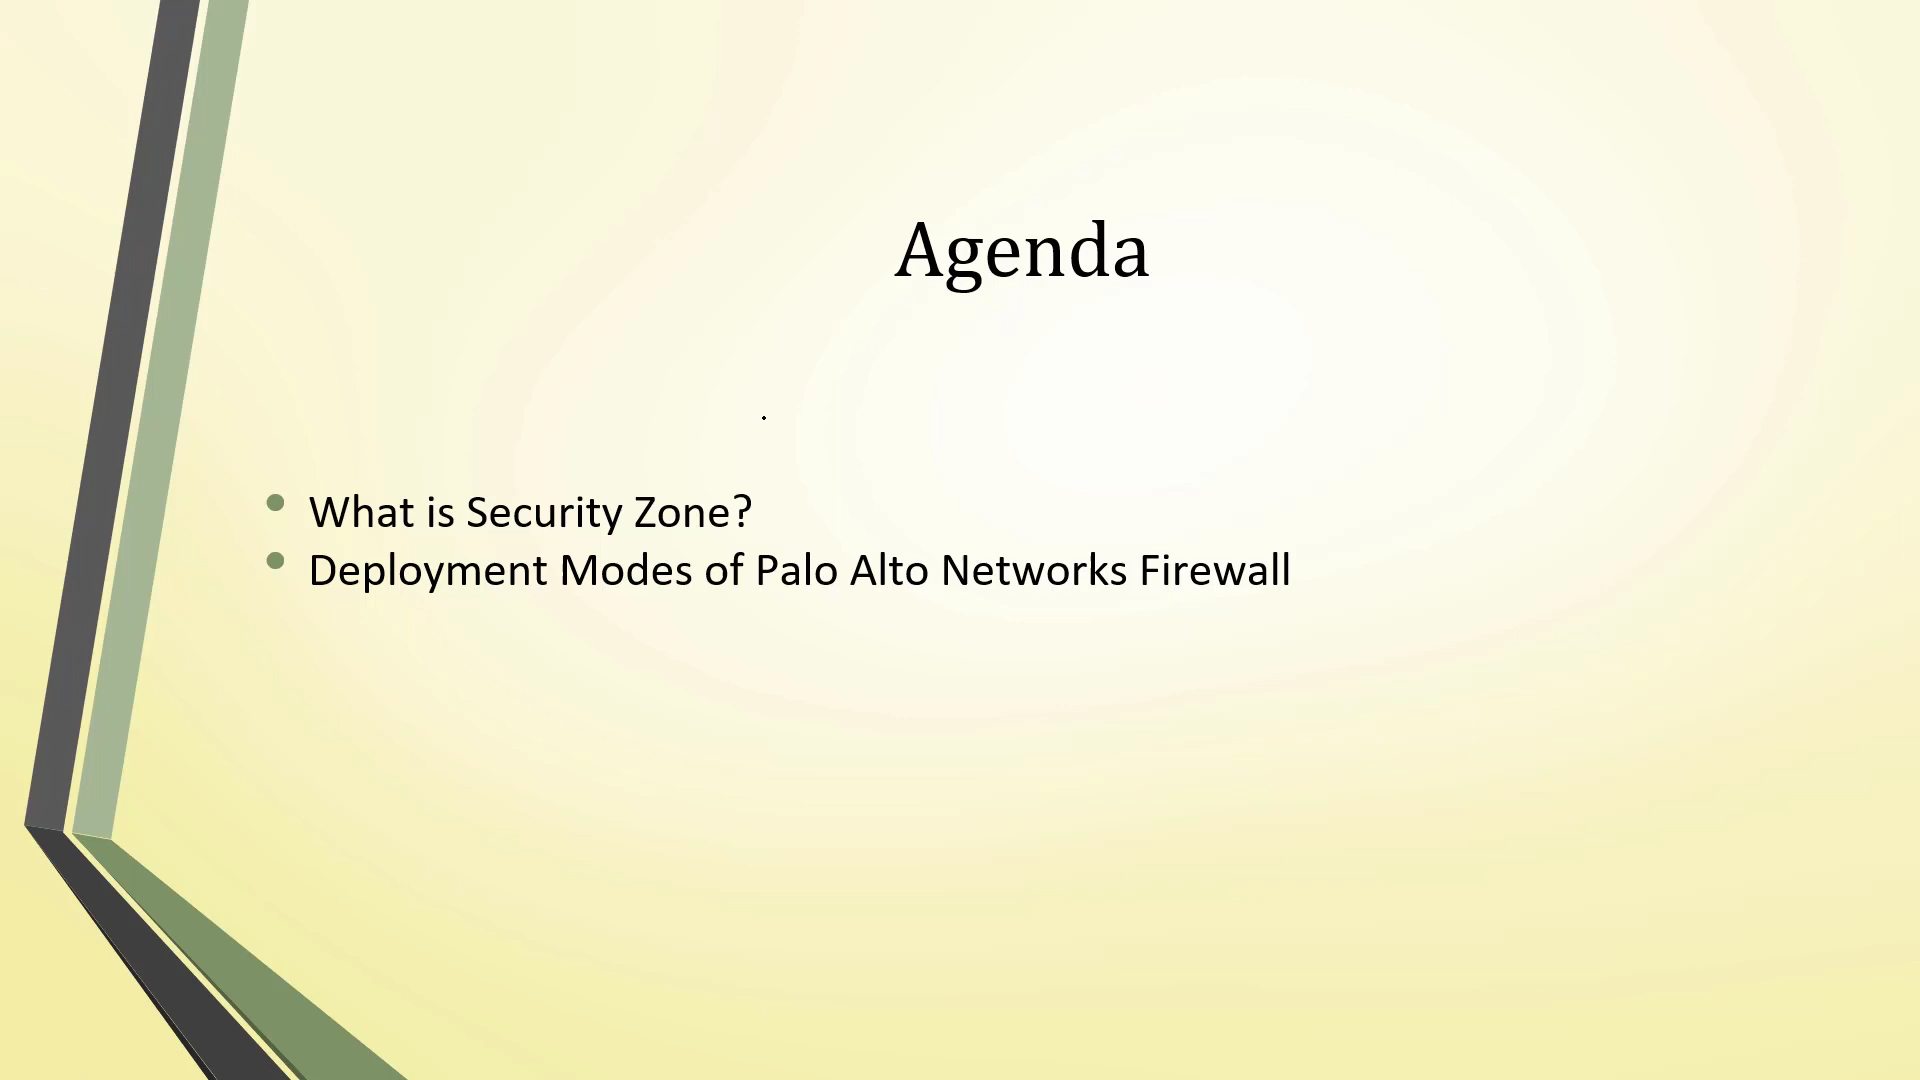 Agenda
• What is Security Zone?
• Deployment Modes of Palo Alto Networks Firewall